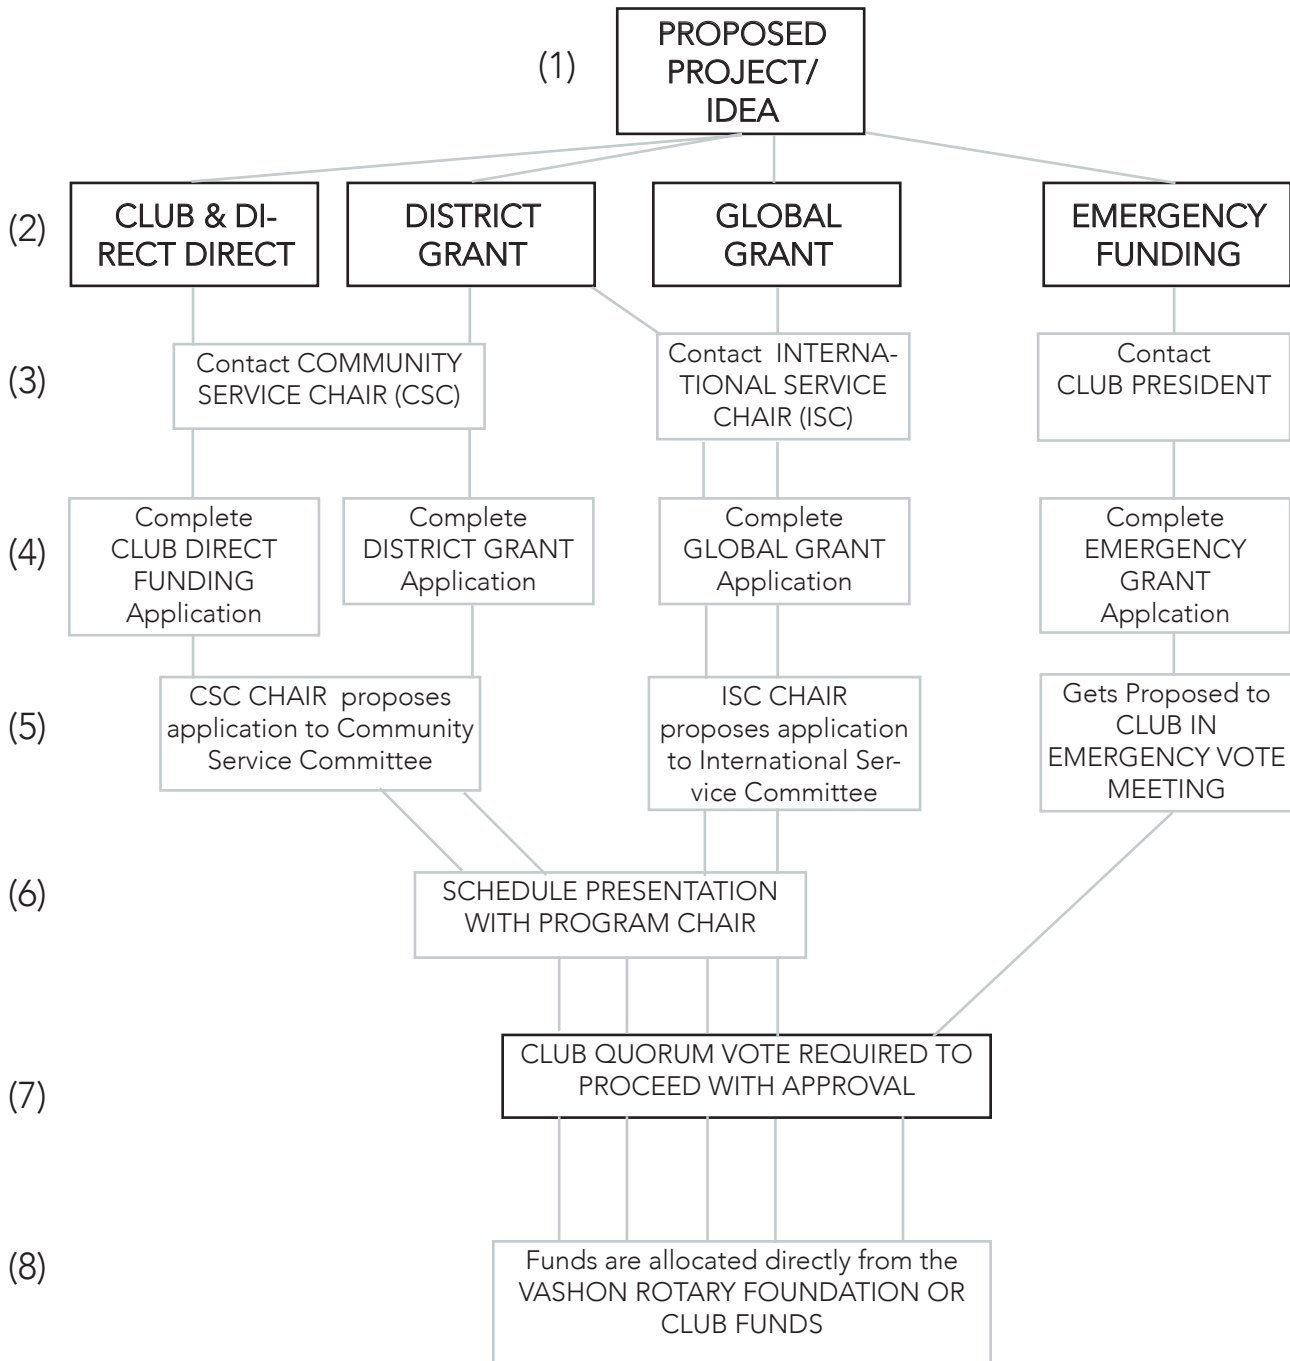 (1)
PROPOSED
PROJECT/
IDEA
(2)
CLUB & DI-
RECT DIRECT
DISTRICT
GRANT
GLOBAL
GRANT
EMERGENCY
FUNDING
(3)
Contact COMMUNITY
SERVICE CHAIR (CSC)
Contact INTERNA-
TIONAL SERVICE
CHAIR (ISC)
Contact
CLUB PRESIDENT
(4)
Complete
CLUB DIRECT
FUNDING
Application
Complete
DISTRICT GRANT
Application
Complete
GLOBAL GRANT
Application
Complete
EMERGENCY
GRANT
Applcation
(5)
CSC CHAIR proposes
application to Community
Service Committee
ISC CHAIR
proposes application
to International Ser-
vice Committee
Gets Proposed to
CLUB IN
EMERGENCY VOTE
MEETING
(6)
SCHEDULE PRESENTATION
WITH PROGRAM CHAIR
(7)
CLUB QUORUM VOTE REQUIRED TO
PROCEED WITH APPROVAL
(8)
Funds are allocated directly from the
VASHON ROTARY FOUNDATION OR
CLUB FUNDS